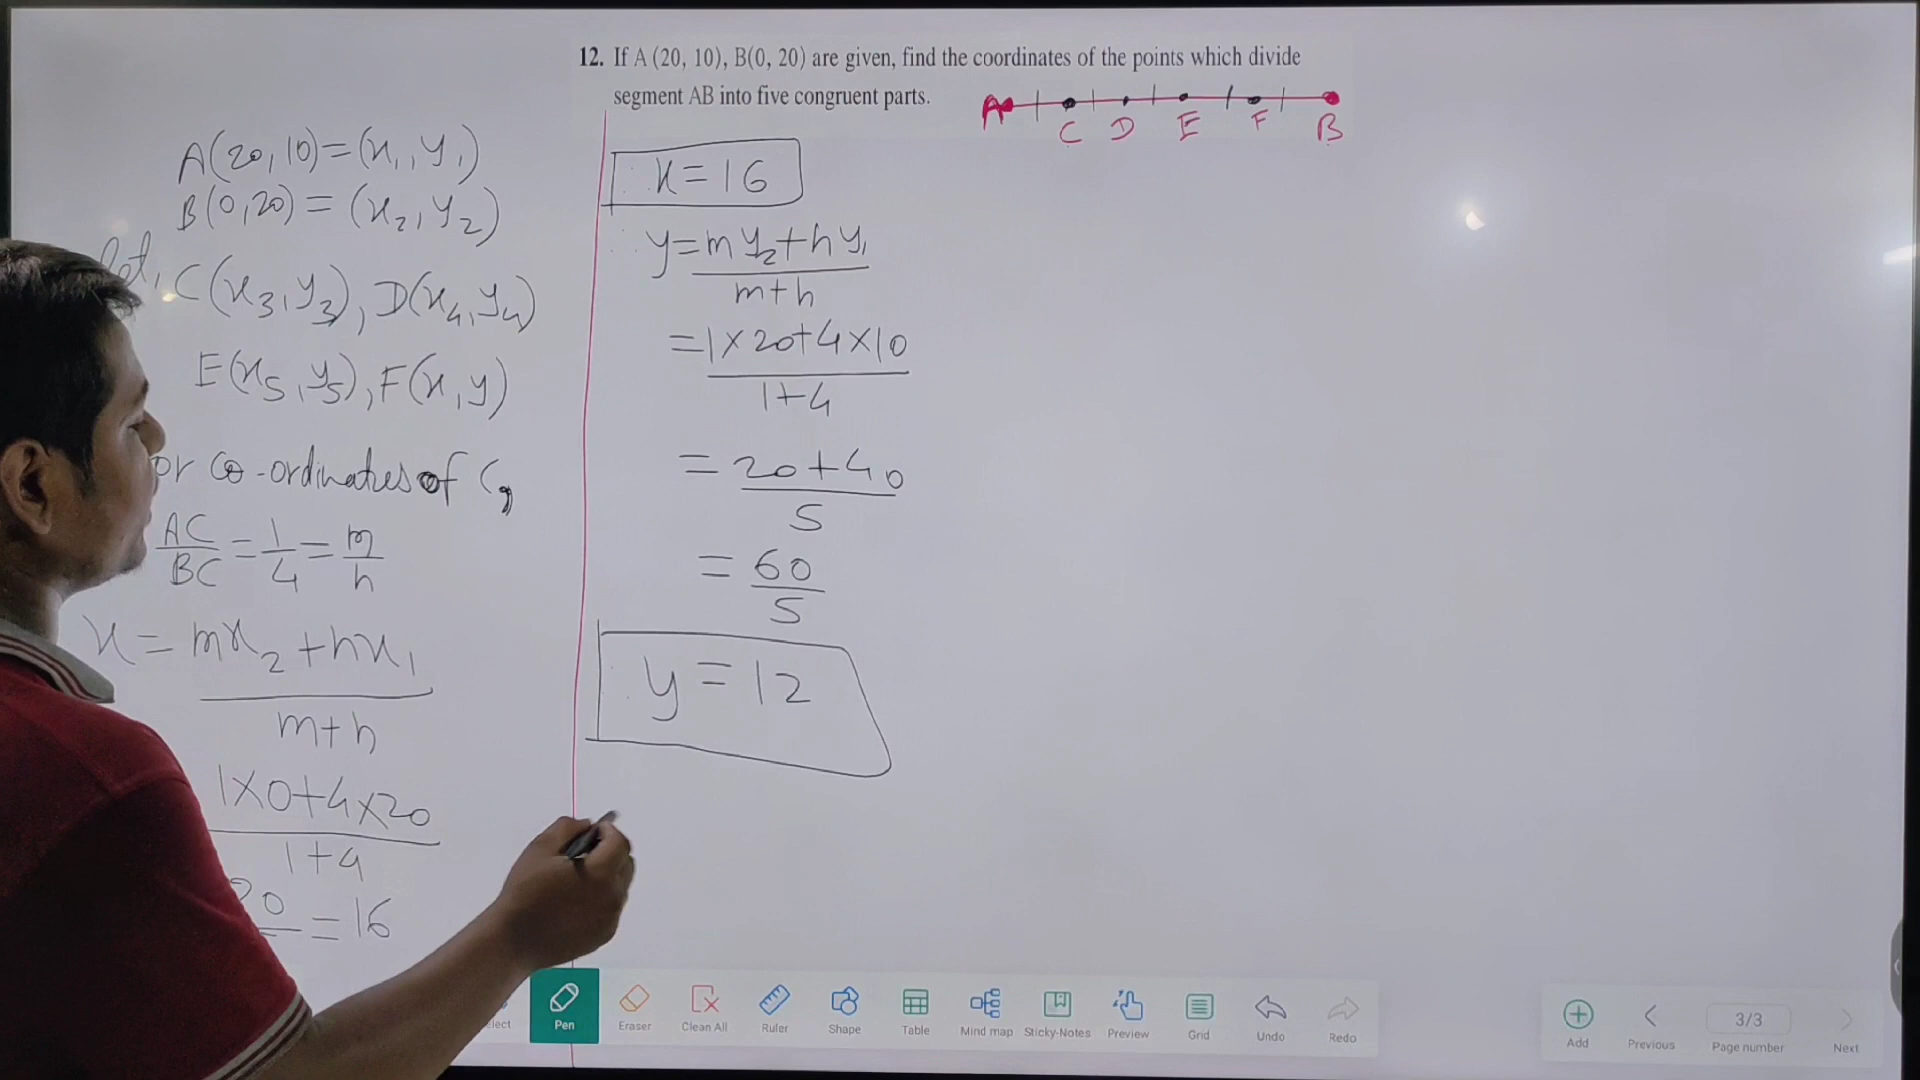 12. If A (20, 10), B(0, 20) are given, find the coordinates of the points which divide
segment AB into five congruent parts.
A C D E F B
A(20,10)=(x₁,y₁)
B(0,20)=(x₂,y₂)
let, C(x₃,y₃), D(x₄,y₄)
E(x₅,y₅), F(x,y)
or co-ordinates of C,
AC/BC = 1/4 = m/n
x = mx₂+nx₁
m+n
1×0+4×20
1+4
= 16
x=16
y=my₂+ny₁
m+n
=1×20+4×10
1+4
=20+40
5
=60
5
y=12
Pen
Eraser
Clean All
Ruler
Shape
Table
Mind map
Sticky-Notes
Preview
Grid
Undo
Redo
Add
Previous
3/3
Page number
Next